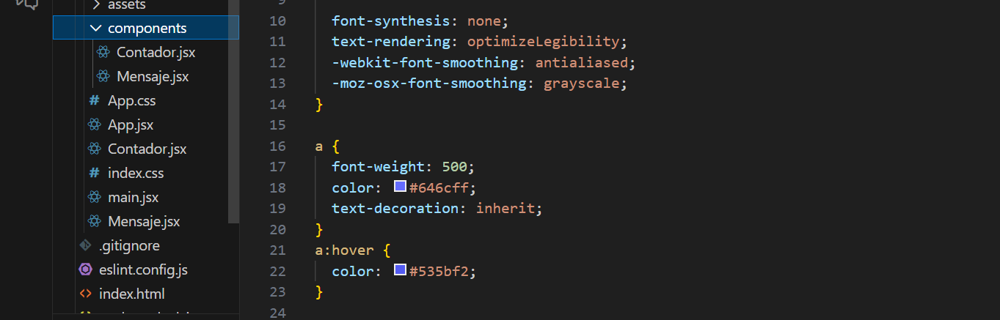 assets
components
Contador.jsx
Mensaje.jsx
App.css
App.jsx
Contador.jsx
index.css
main.jsx
Mensaje.jsx
.gitignore
eslint.config.js
index.html
10 font-synthesis: none;
11 text-rendering: optimizeLegibility;
12 -webkit-font-smoothing: antialiased;
13 -moz-osx-font-smoothing: grayscale;
14 }
15
16 a {
17 font-weight: 500;
18 color: #646cff;
19 text-decoration: inherit;
20 }
21 a:hover {
22 color: #535bf2;
23 }
24